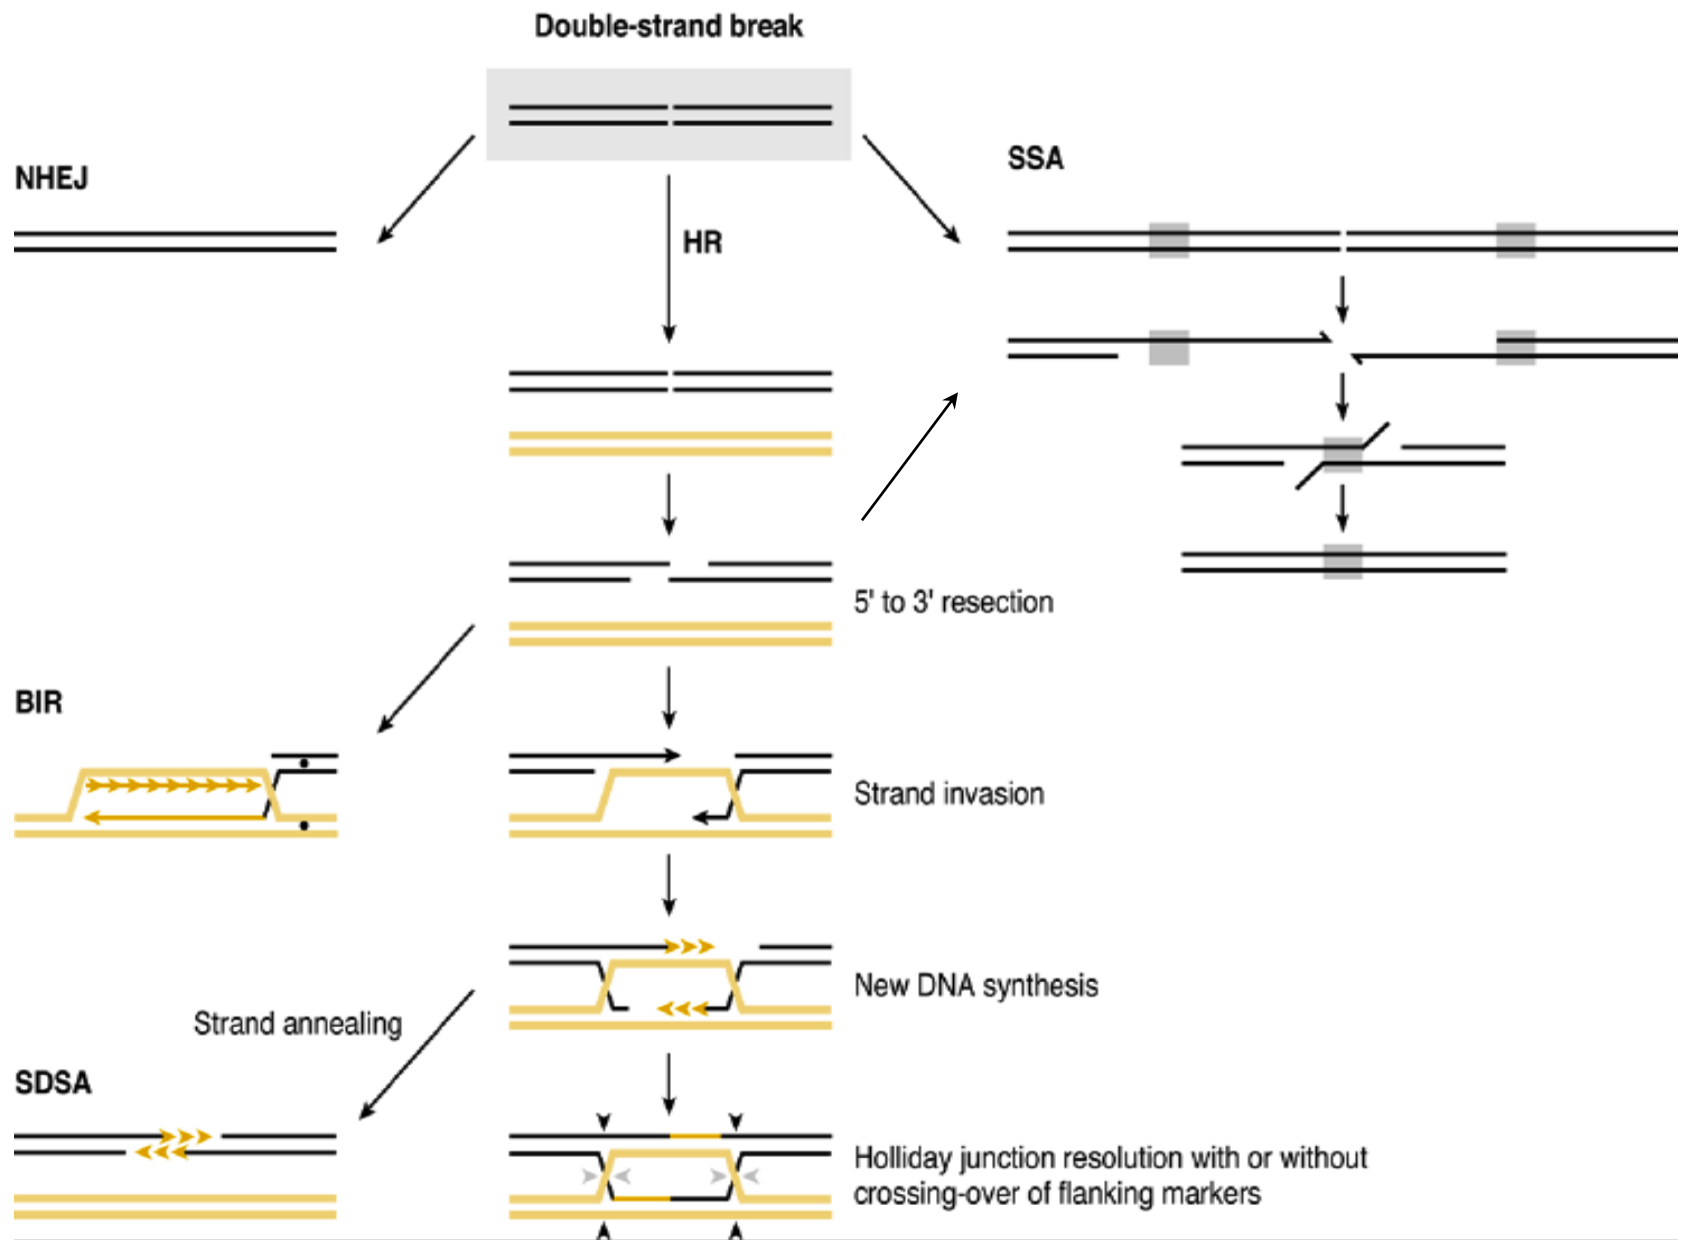 Double-strand break
NHEJ
SSA
HR
5' to 3' resection
BIR
Strand invasion
New DNA synthesis
Strand annealing
SDSA
Holliday junction resolution with or without
crossing-over of flanking markers